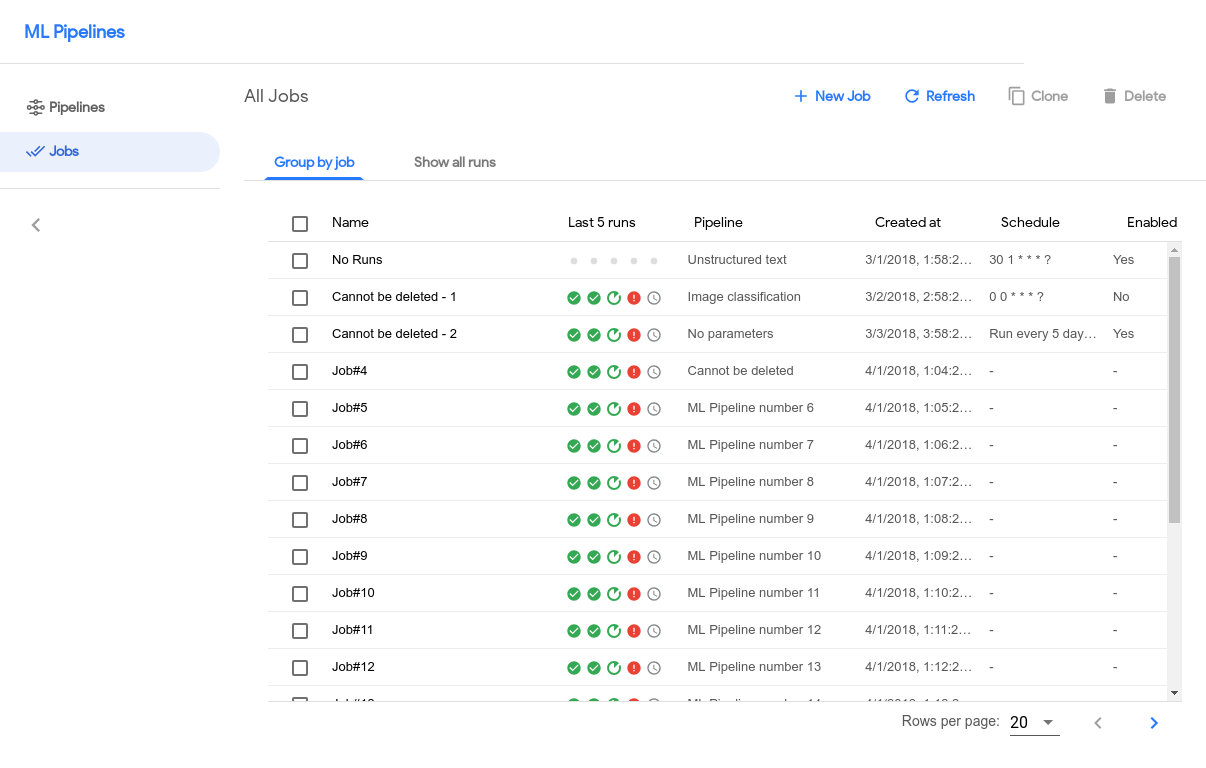 ML Pipelines
Pipelines
Jobs
All Jobs
New Job Refresh Clone Delete
Group by job Show all runs
Name Last 5 runs Pipeline Created at Schedule Enabled
No Runs Unstructured text 3/1/2018, 1:58:2... 30 1 * * * ? Yes
Cannot be deleted - 1 Image classification 3/2/2018, 2:58:2... 0 0 * * * ? No
Cannot be deleted - 2 No parameters 3/3/2018, 3:58:2... Run every 5 day... Yes
Job#4 Cannot be deleted 4/1/2018, 1:04:2... - -
Job#5 ML Pipeline number 6 4/1/2018, 1:05:2... - -
Job#6 ML Pipeline number 7 4/1/2018, 1:06:2... - -
Job#7 ML Pipeline number 8 4/1/2018, 1:07:2... - -
Job#8 ML Pipeline number 9 4/1/2018, 1:08:2... - -
Job#9 ML Pipeline number 10 4/1/2018, 1:09:2... - -
Job#10 ML Pipeline number 11 4/1/2018, 1:10:2... - -
Job#11 ML Pipeline number 12 4/1/2018, 1:11:2... - -
Job#12 ML Pipeline number 13 4/1/2018, 1:12:2... - -
Rows per page: 20